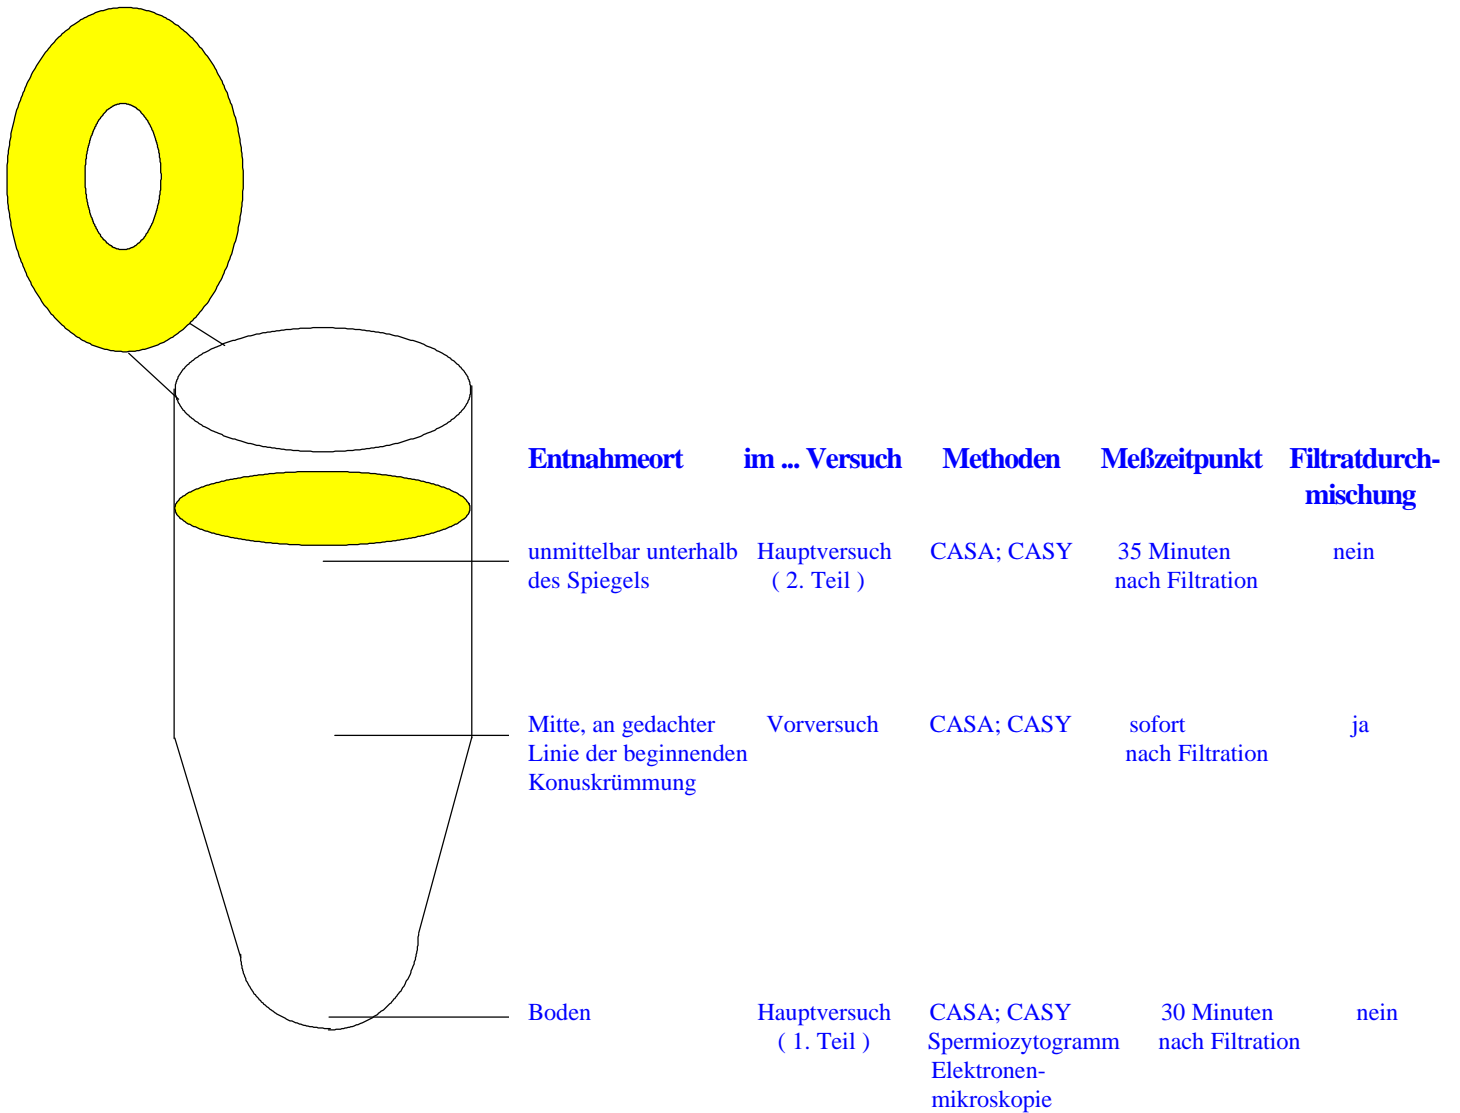 Entnahmeort im ... Versuch Methoden Meßzeitpunkt Filtratdurch-
mischung
unmittelbar unterhalb Hauptversuch CASA; CASY 35 Minuten nein
des Spiegels ( 2. Teil ) nach Filtration
Mitte, an gedachter Vorversuch CASA; CASY sofort ja
Linie der beginnenden nach Filtration
Konuskrümmung
Boden Hauptversuch CASA; CASY 30 Minuten nein
( 1. Teil ) Spermiozytogramm nach Filtration
Elektronen-
mikroskopie